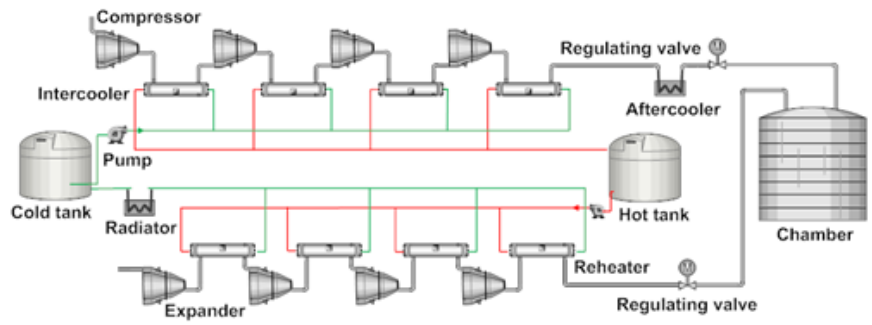 Compressor
Regulating valve
Intercooler
Aftercooler
Pump
Cold tank
Radiator
Hot tank
Chamber
Reheater
Expander
Regulating valve